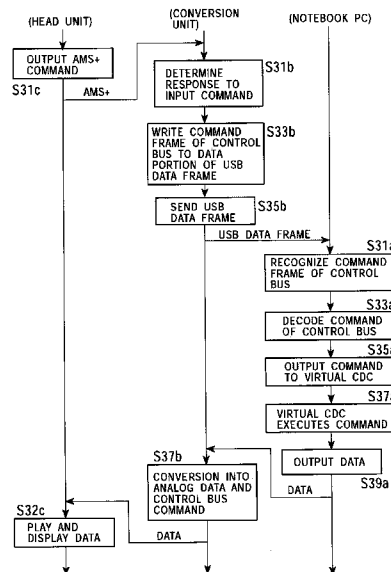 (HEAD UNIT)
(CONVERSION
UNIT)
(NOTEBOOK PC)
OUTPUT AMS+
COMMAND
S31c
AMS+
S31b
DETERMINE
RESPONSE TO
INPUT COMMAND
S33b
WRITE COMMAND
FRAME OF CONTROL
BUS TO DATA
PORTION OF USB
DATA FRAME
S35b
SEND USB
DATA FRAME
USB DATA FRAME
S31a
RECOGNIZE COMMAND
FRAME OF CONTROL
BUS
S33a
DECODE COMMAND
OF CONTROL BUS
S35a
OUTPUT COMMAND
TO VIRTUAL CDC
S37a
VIRTUAL CDC
EXECUTES COMMAND
OUTPUT DATA
S39a
DATA
S37b
CONVERSION INTO
ANALOG DATA AND
CONTROL BUS
COMMAND
DATA
S32c
PLAY AND
DISPLAY DATA